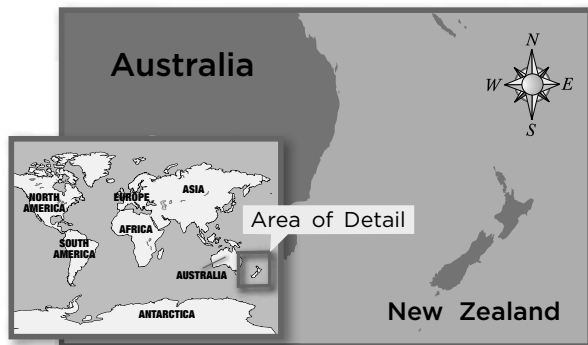 Australia
N
W
E
S
NORTH
AMERICA
EUROPE
ASIA
AFRICA
Area of Detail
SOUTH
AMERICA
AUSTRALIA
New Zealand
ANTARCTICA